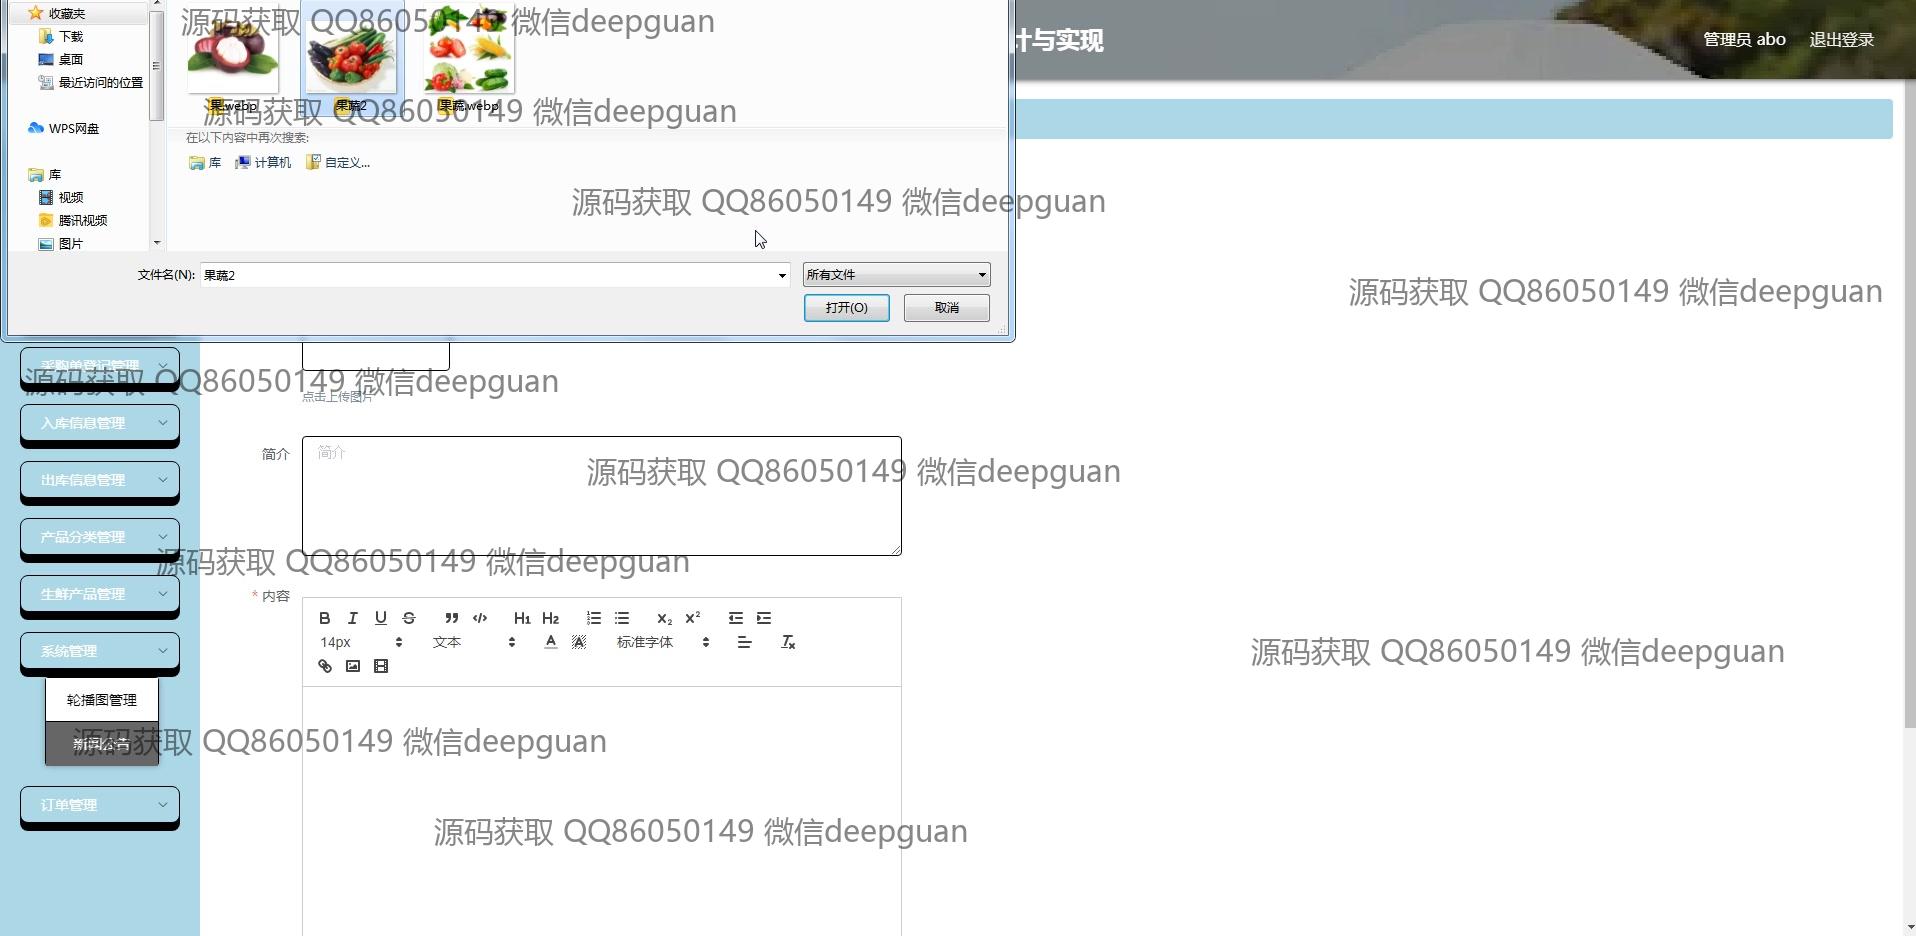 收藏夹
下载
桌面
最近访问的位置
WPS网盘
库
视频
腾讯视频
图片
果.webp
果蔬2
果蔬.webp
在以下内容中再次搜索:
库 计算机 自定义...
文件名(N): 果蔬2
所有文件
打开(O) 取消
计与实现
管理员 abo 退出登录
采购单登记管理
入库信息管理
出库信息管理
产品分类管理
生鲜产品管理
系统管理
轮播图管理
新闻公告
订单管理
点击上传图片
简介
简介
* 内容
B I U S H1 H2 X2 X2
14px 文本 A A 标准字体 Tx
源码获取 QQ86050149 微信deepguan
源码获取 QQ86050149 微信deepguan
源码获取 QQ86050149 微信deepguan
源码获取 QQ86050149 微信deepguan
源码获取 QQ86050149 微信deepguan
源码获取 QQ86050149 微信deepguan
源码获取 QQ86050149 微信deepguan
源码获取 QQ86050149 微信deepguan
源码获取 QQ86050149 微信deepguan
源码获取 QQ86050149 微信deepguan